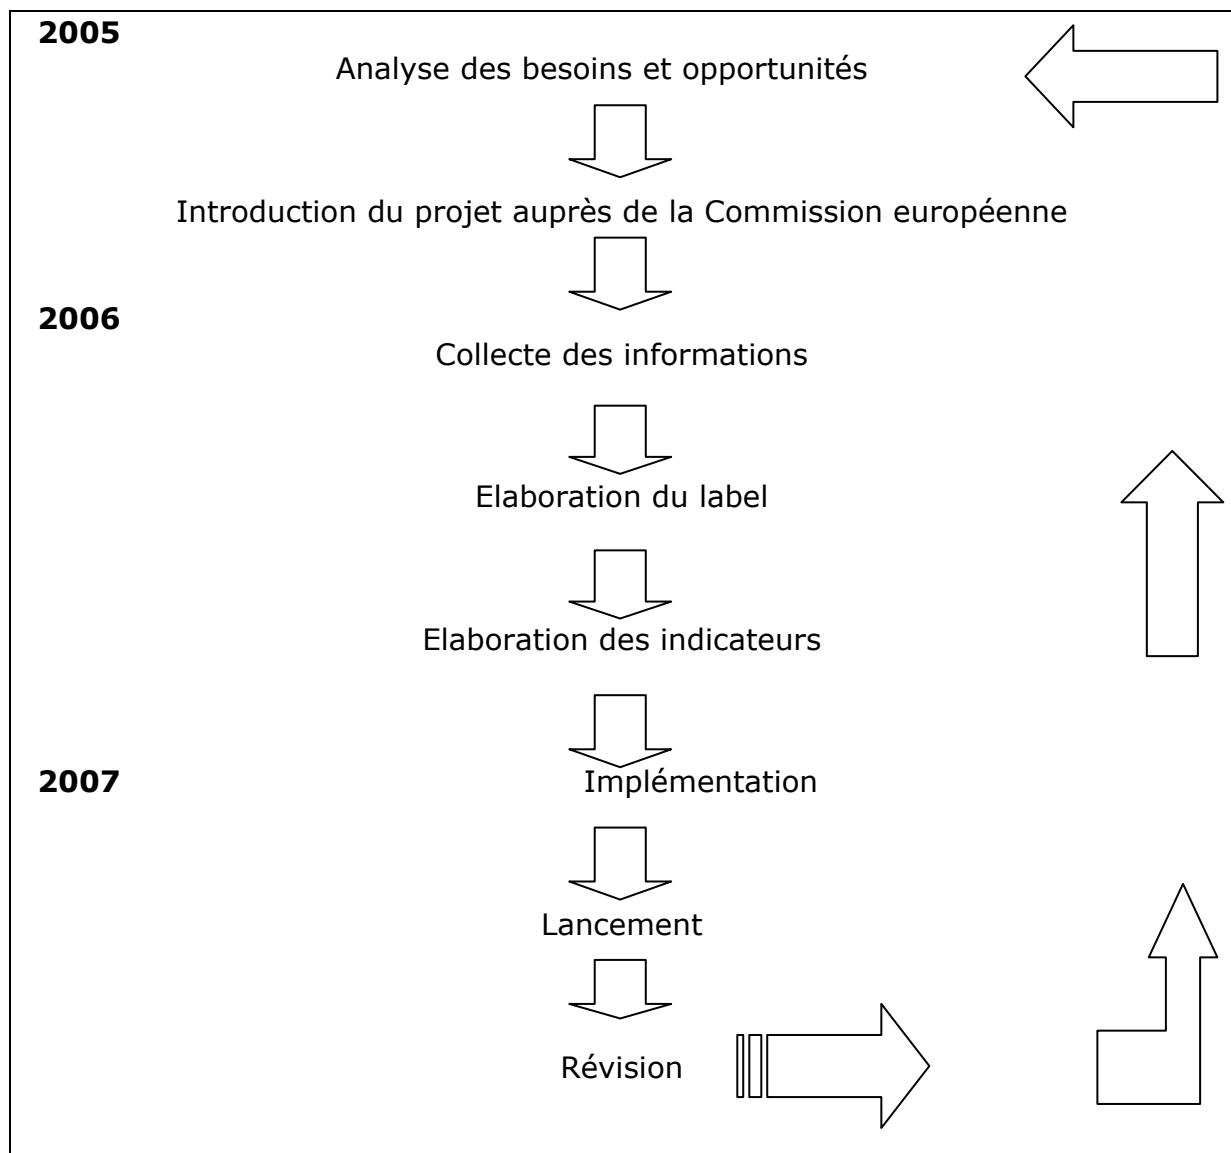 2005
Analyse des besoins et opportunités
Introduction du projet auprès de la Commission européenne
2006
Collecte des informations
Elaboration du label
Elaboration des indicateurs
2007
Implémentation
Lancement
Révision